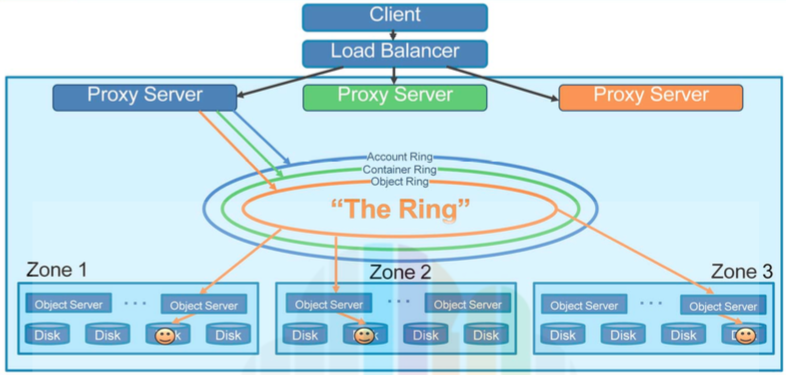 Client
Load Balancer
Proxy Server Proxy Server Proxy Server
Account Ring
Container Ring
Object Ring
“The Ring”
Zone 1 Zone 2 Zone 3
Object Server ... Object Server Object Server ... Object Server Object Server ... Object Server
Disk Disk Disk Disk Disk Disk Disk Disk Disk